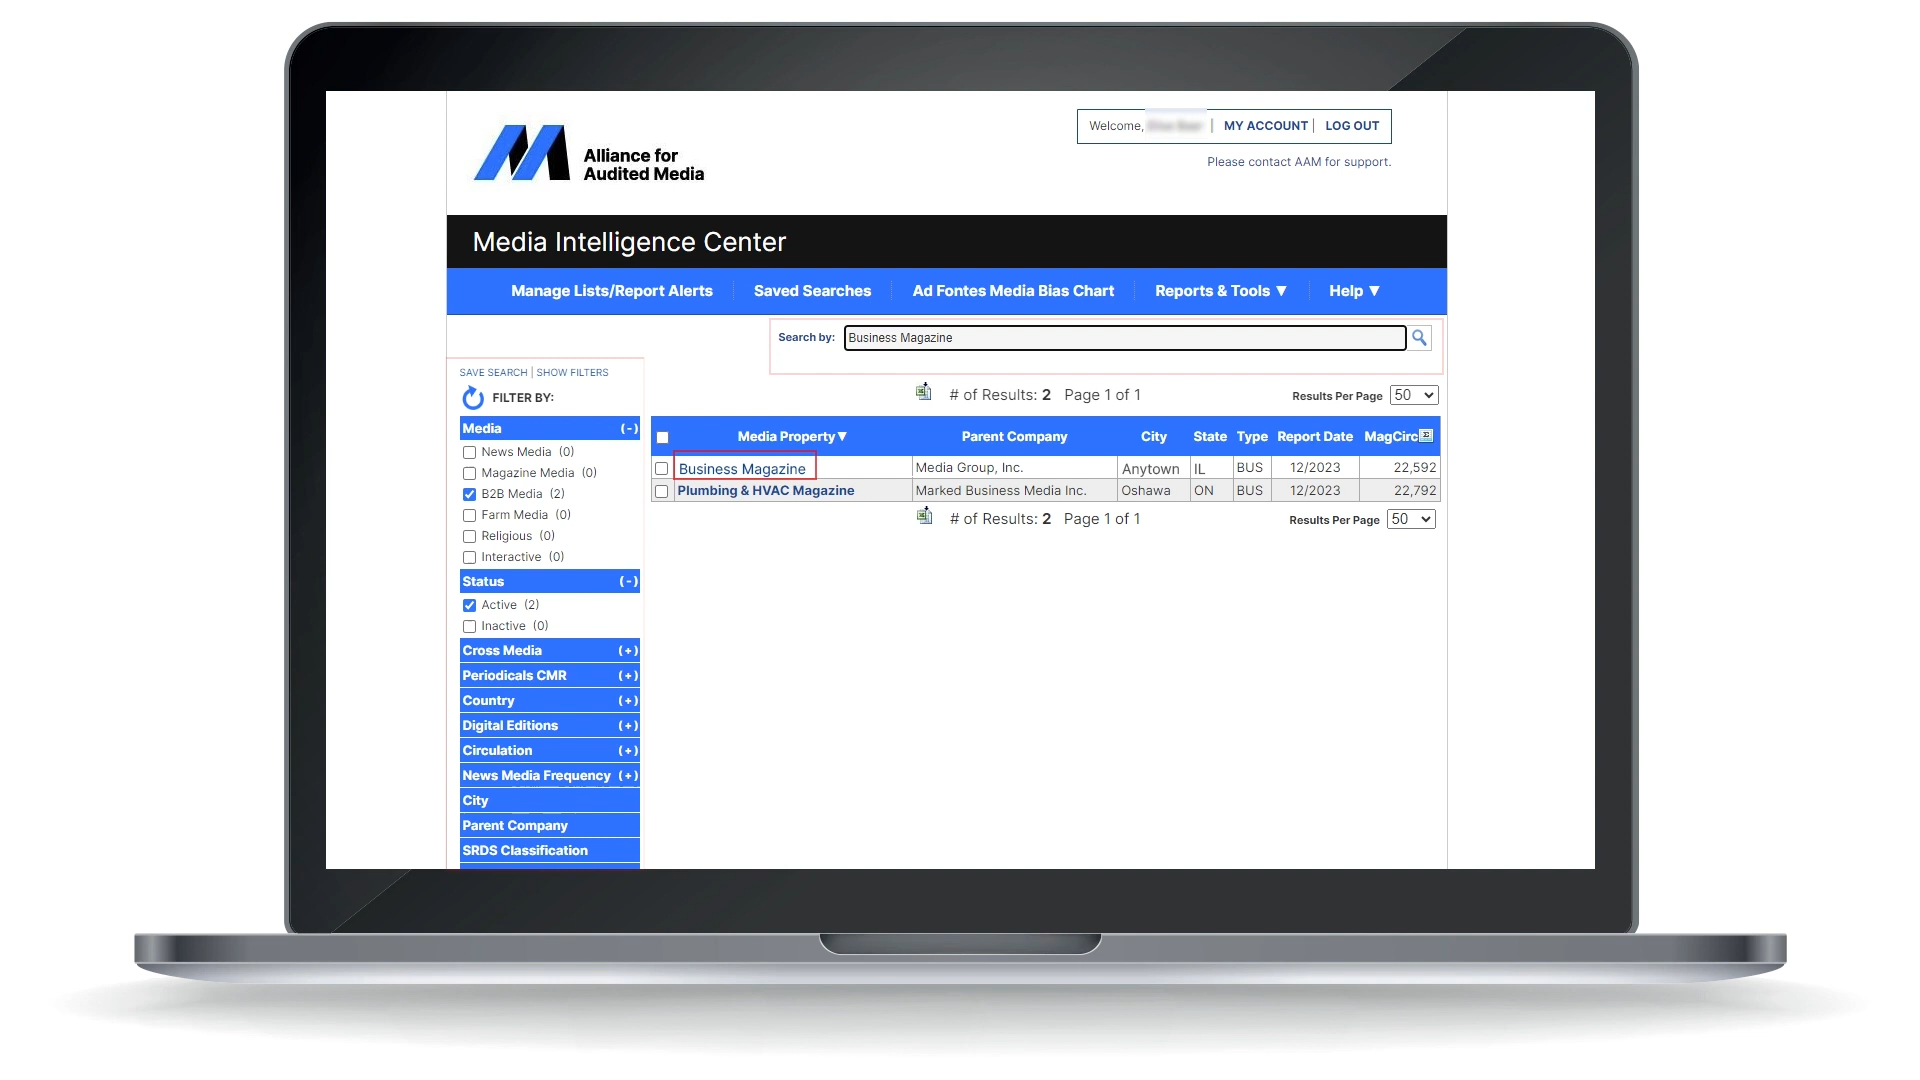 Alliance for
Audited Media
Welcome, | MY ACCOUNT | LOG OUT
Please contact AAM for support.
Media Intelligence Center
Manage Lists/Report Alerts Saved Searches Ad Fontes Media Bias Chart Reports & Tools ▼ Help ▼
Search by: Business Magazine
SAVE SEARCH | SHOW FILTERS
FILTER BY:
Media (-)
News Media (0)
Magazine Media (0)
B2B Media (2)
Farm Media (0)
Religious (0)
Interactive (0)
Status (-)
Active (2)
Inactive (0)
Cross Media (+)
Periodicals CMR (+)
Country (+)
Digital Editions (+)
Circulation (+)
News Media Frequency (+)
City
Parent Company
SRDS Classification
# of Results: 2 Page 1 of 1 Results Per Page 50
Media Property▼ Parent Company City State Type Report Date MagCirc
Business Magazine Media Group, Inc. Anytown IL BUS 12/2023 22,592
Plumbing & HVAC Magazine Marked Business Media Inc. Oshawa ON BUS 12/2023 22,792
# of Results: 2 Page 1 of 1 Results Per Page 50